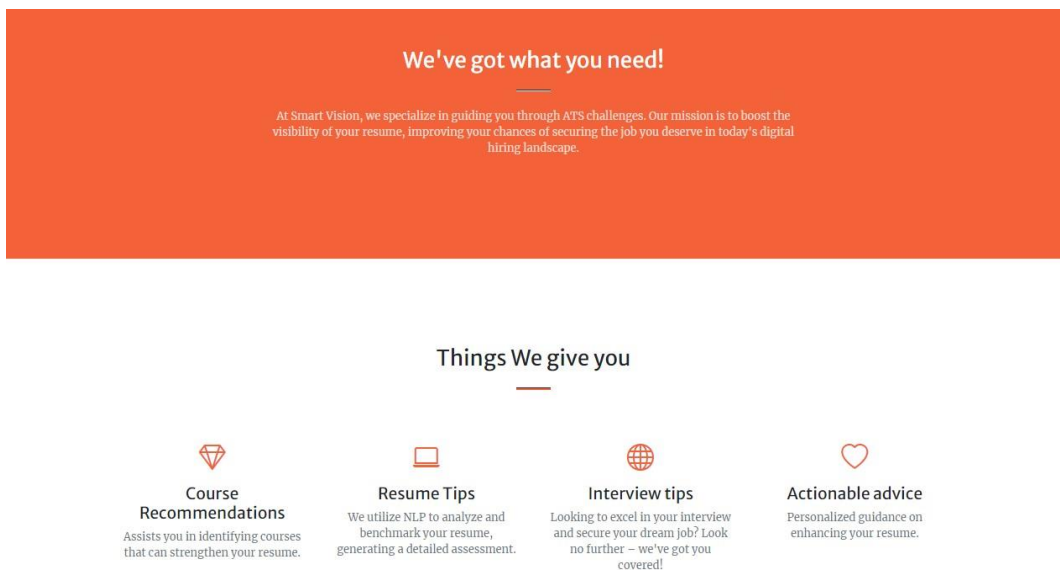 We've got what you need!
At Smart Vision, we specialize in guiding you through ATS challenges. Our mission is to boost the
visibility of your resume, improving your chances of securing the job you deserve in today's digital
hiring landscape.
Things We give you
Course
Recommendations
Assists you in identifying courses
that can strengthen your resume.
Resume Tips
We utilize NLP to analyze and
benchmark your resume,
generating a detailed assessment.
Interview tips
Looking to excel in your interview
and secure your dream job? Look
no further – we've got you
covered!
Actionable advice
Personalized guidance on
enhancing your resume.